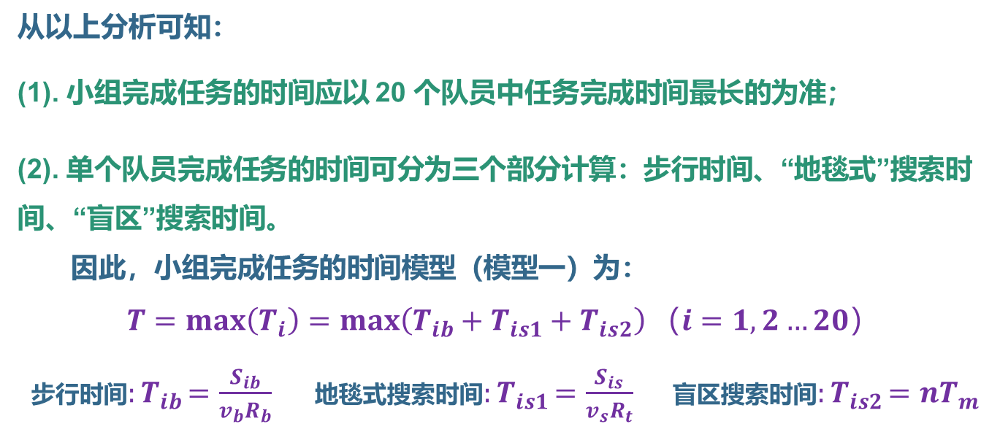 从以上分析可知：
(1). 小组完成任务的时间应以 20 个队员中任务完成时间最长的为准；
(2). 单个队员完成任务的时间可分为三个部分计算：步行时间、“地毯式”搜索时
间、“盲区”搜索时间。
因此，小组完成任务的时间模型（模型一）为：
T = max(T_i) = max(T_{ib} + T_{is1} + T_{is2}) （i = 1, 2 … 20）
步行时间: T_{ib} = \frac{S_{ib}}{v_b R_b} 地毯式搜索时间: T_{is1} = \frac{S_{is}}{v_s R_t} 盲区搜索时间: T_{is2} = nT_m